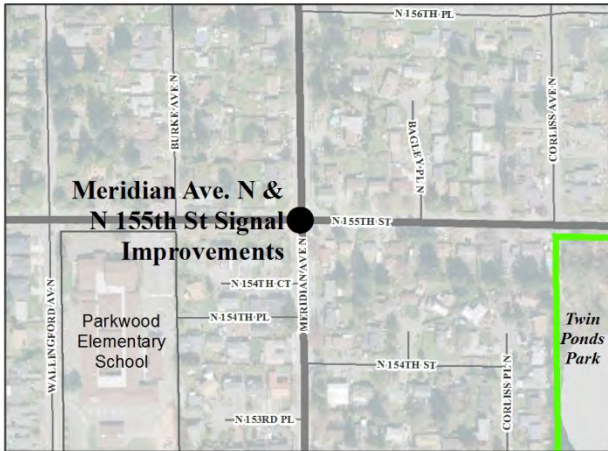 N 156TH PL
BURKE AVE N
BAGLEY PL N
CORLISS AVE N
Meridian Ave. N &
N 155th St Signal
Improvements
N 155TH ST
MERIDIAN AVE N
WALLINGFORD AV N
N 154TH CT
N 154TH PL
Parkwood
Elementary
School
N 154TH ST
CORLISS PL N
Twin
Ponds
Park
N 153RD PL